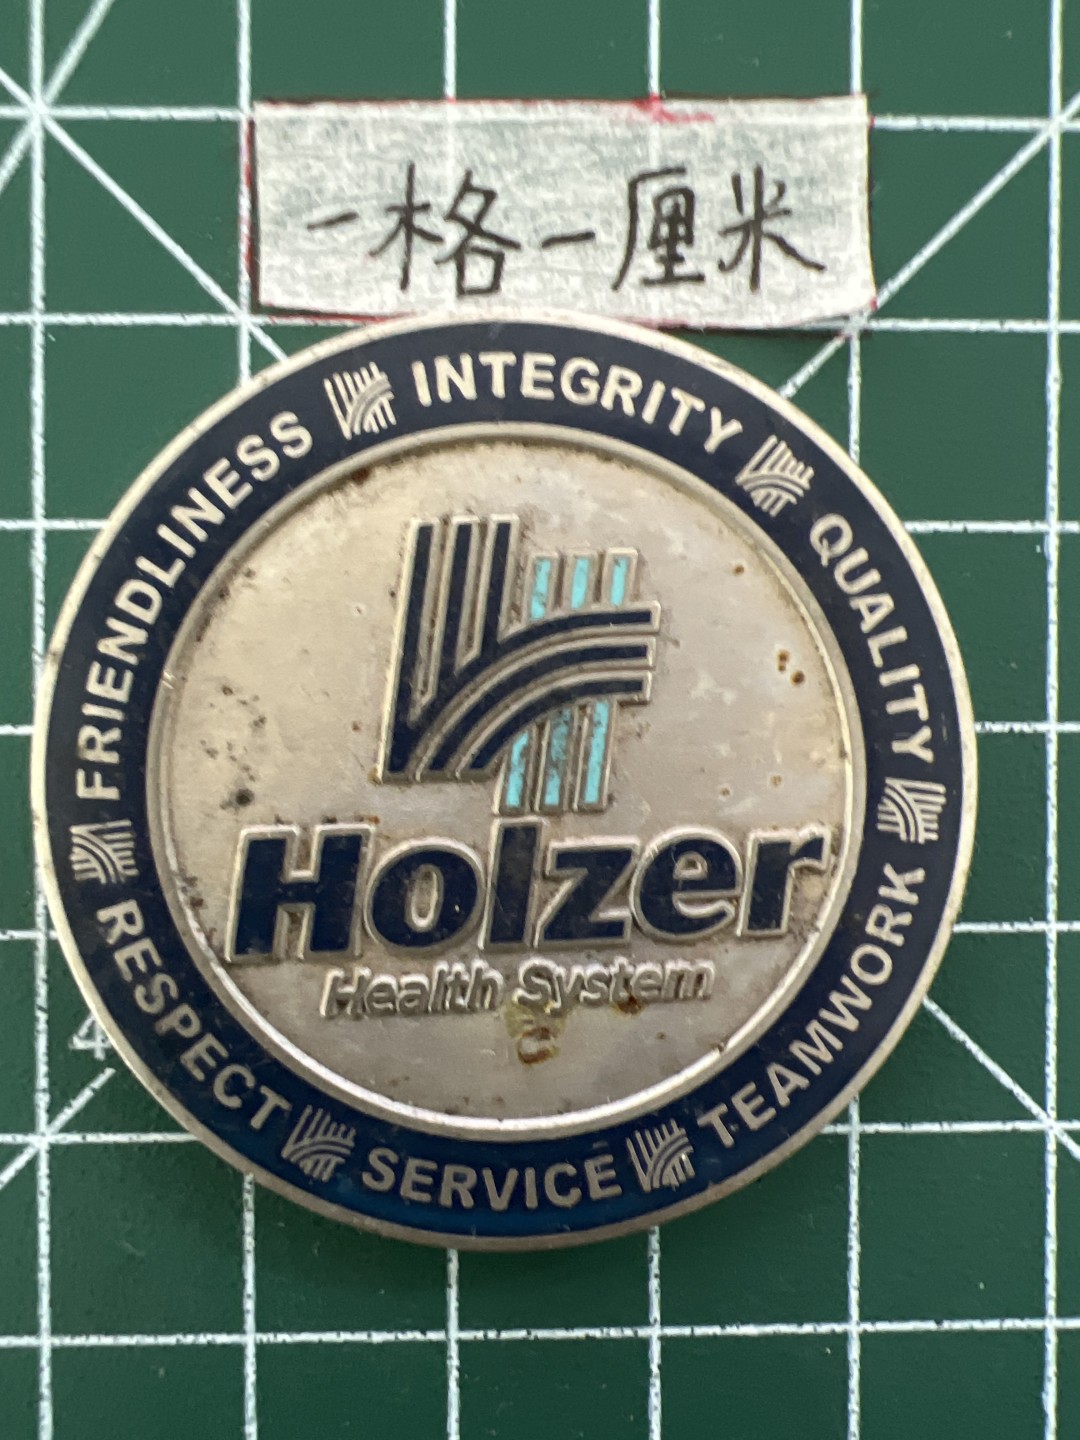 一格一厘米
INTEGRITY
QUALITY
TEAMWORK
SERVICE
RESPECT
FRIENDLINESS
Holzer
Health System